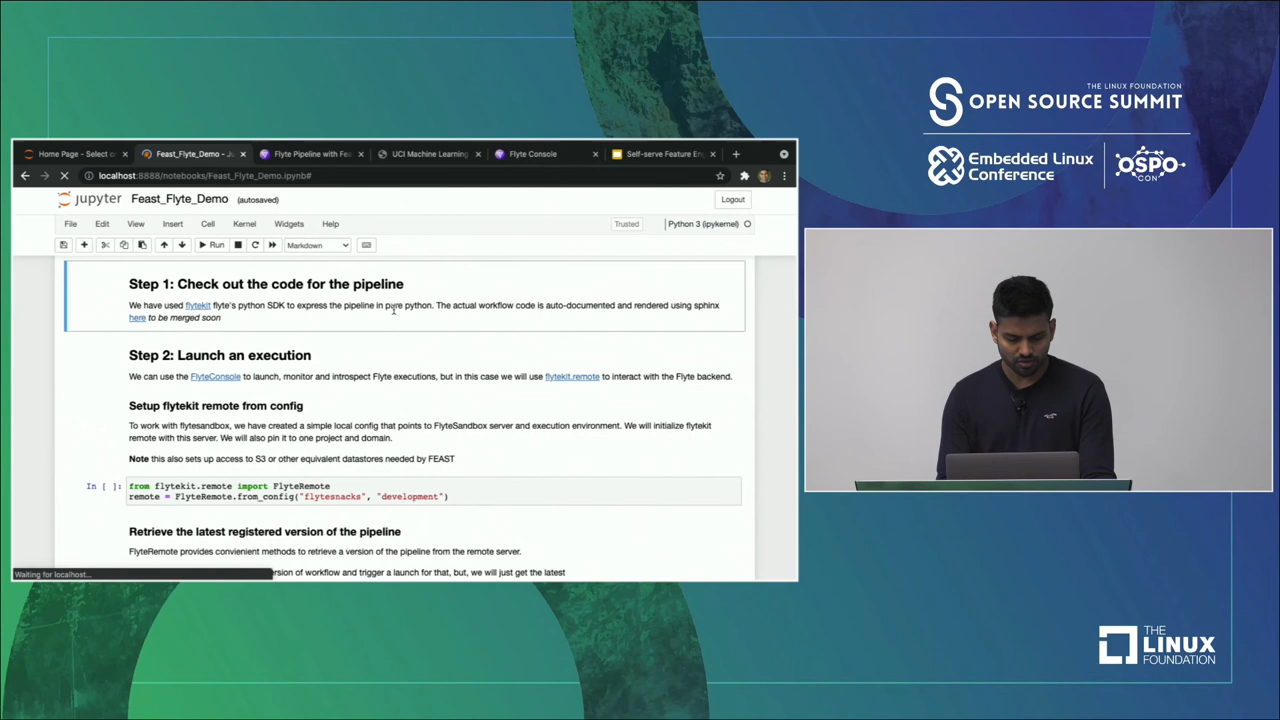 THE LINUX FOUNDATION
OPEN SOURCE SUMMIT
Embedded Linux
Conference
OSPO
CON
Home Page - Select o
Feast_Flyte_Demo - Ju
Flyte Pipeline with Fea
UCI Machine Learning
Flyte Console
Self-serve Feature En
localhost:8888/notebooks/Feast_Flyte_Demo.ipynb#
jupyter Feast_Flyte_Demo (autosaved)
Logout
File Edit View Insert Cell Kernel Widgets Help
Trusted
Python 3 (ipykernel)
Run
Markdown
Step 1: Check out the code for the pipeline
We have used flytekit flyte's python SDK to express the pipeline in pure python. The actual workflow code is auto-documented and rendered using sphinx
here to be merged soon
Step 2: Launch an execution
We can use the FlyteConsole to launch, monitor and introspect Flyte executions, but in this case we will use flytekit.remote to interact with the Flyte backend.
Setup flytekit remote from config
To work with flytesandbox, we have created a simple local config that points to FlyteSandbox server and execution environment. We will initialize flytekit
remote with this server. We will also pin it to one project and domain.
Note this also sets up access to S3 or other equivalent datastores needed by FEAST
In [ ]: from flytekit.remote import FlyteRemote
remote = FlyteRemote.from_config("flytesnacks", "development")
Retrieve the latest registered version of the pipeline
FlyteRemote provides convienient methods to retrieve a version of the pipeline from the remote server.
Waiting for localhost...
ersion of workflow and trigger a launch for that, but, we will just get the latest
THE
LINUX
FOUNDATION